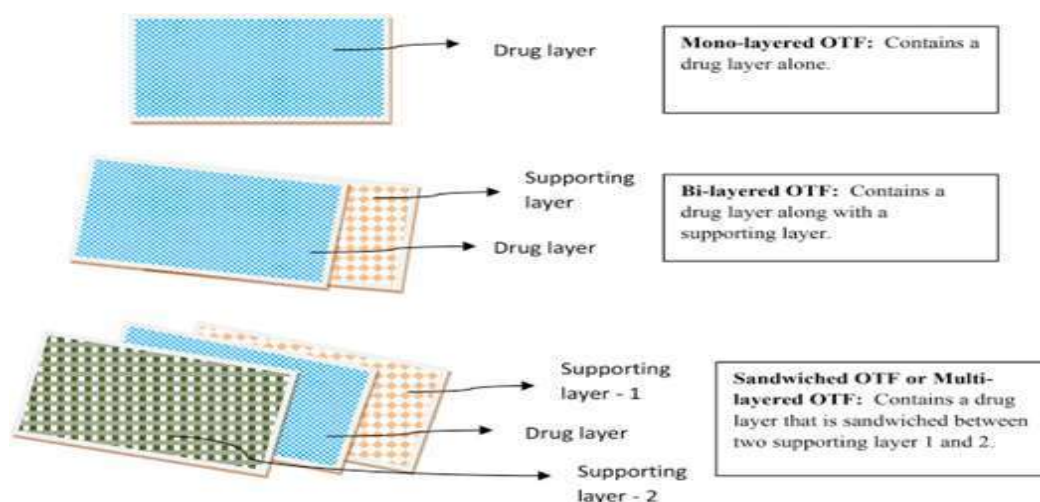 Drug layer
Mono-layered OTF: Contains a
drug layer alone.
Supporting
layer
Drug layer
Bi-layered OTF: Contains a
drug layer along with a
supporting layer.
Supporting
layer - 1
Drug layer
Supporting
layer - 2
Sandwiched OTF or Multi-
layered OTF: Contains a drug
layer that is sandwiched between
two supporting layer 1 and 2.